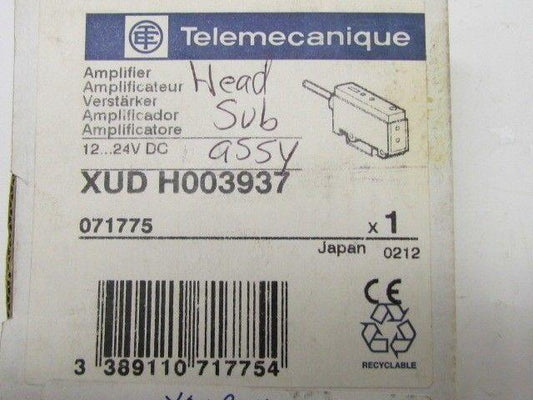 Telemecanique
Amplifier
Amplificateur
Verstärker
Amplificador
Amplificatore
Head
Sub
assy
12...24V DC
XUD H003937
071775
x 1
Japan 0212
CE
3 389110 717754
RECYCLABLE